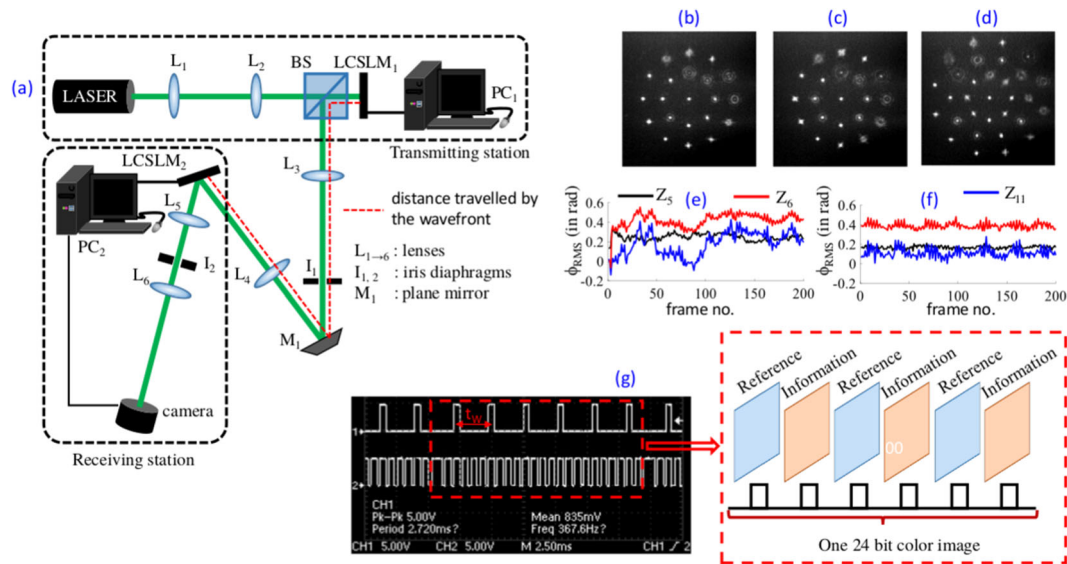 (a)
LASER
L1
L2
BS
LCSLM1
PC1
Transmitting station
LCSLM2
PC2
L5
L6
I2
camera
Receiving station
L3
L4
I1
M1
distance travelled by
the wavefront
L1→6 : lenses
I1, 2 : iris diaphragms
M1 : plane mirror
(b)
(c)
(d)
Z5
(e)
Z6
ϕRMS (in rad)
0.6
0.4
0.2
0
-0.2
0
50
100
150
200
frame no.
(f)
Z11
ϕRMS (in rad)
0.6
0.4
0.2
0
-0.2
0
50
100
150
200
frame no.
(g)
tW
1
2
CH1
Pk-Pk 5.00V
Mean 835mV
Period 2.720ms?
Freq 367.6Hz?
CH1 5.00V CH2 5.00V M 2.50ms CH1 2
Reference
Information
Reference
Information
Reference
Information
00
One 24 bit color image